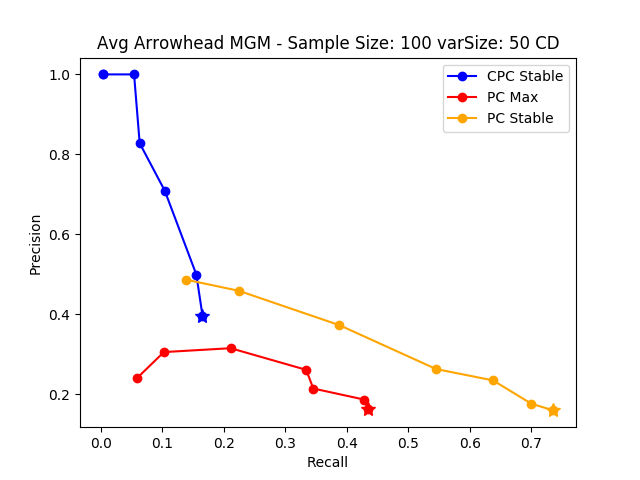 Avg Arrowhead MGM - Sample Size: 100 varSize: 50 CD
CPC Stable
PC Max
PC Stable
Precision
1.0
0.8
0.6
0.4
0.2
0.0 0.1 0.2 0.3 0.4 0.5 0.6 0.7
Recall